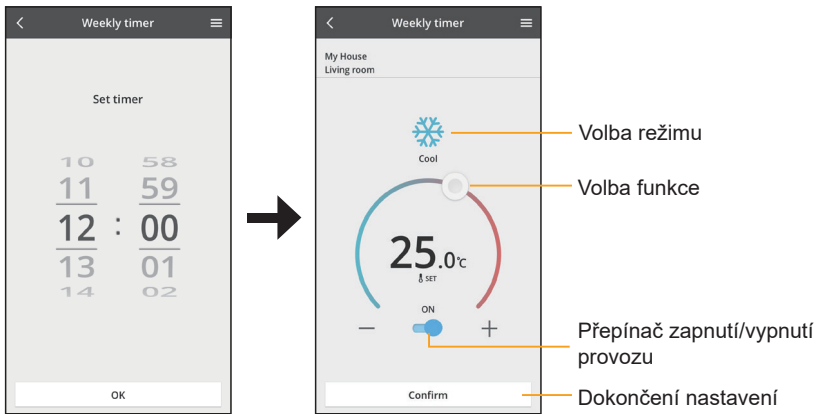 Weekly timer
Set timer
10 58
11 59
12 : 00
13 01
14 02
OK
Weekly timer
My House
Living room
Cool
25.0℃
SET
ON
Confirm
Volba režimu
Volba funkce
Přepínač zapnutí/vypnutí
provozu
Dokončení nastavení